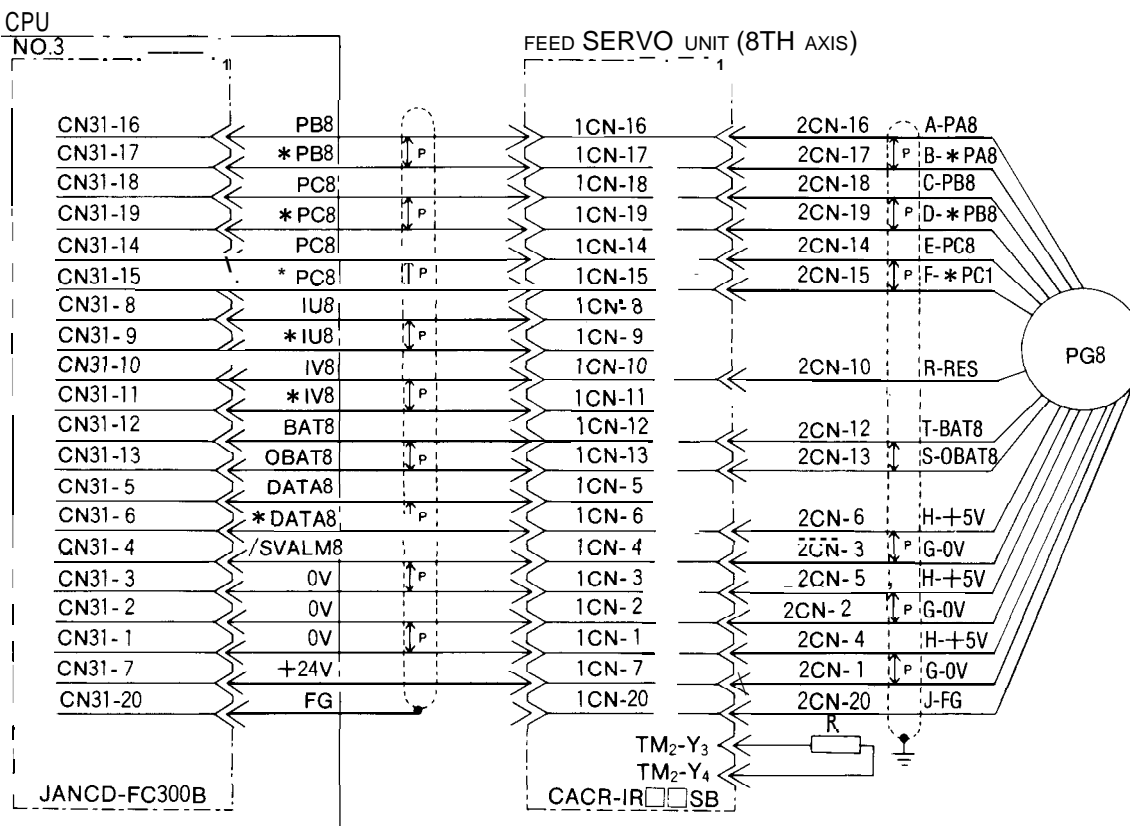 CPU
NO.3
FEED SERVO UNIT (8TH AXIS)
1 1
CN31-16 PB8 P 1CN-16 2CN-16 A-PA8
CN31-17 *PB8 1CN-17 2CN-17 P B-*PA8
CN31-18 PC8 1CN-18 2CN-18 C-PB8
CN31-19 *PC8 P 1CN-19 2CN-19 P D-*PB8
CN31-14 PC8 1CN-14 2CN-14 E-PC8
CN31-15 *PC8 P 1CN-15 2CN-15 P F-*PC1
CN31-8 IU8 1CN-8
CN31-9 *IU8 P 1CN-9
CN31-10 IV8 1CN-10 2CN-10 R-RES
CN31-11 *IV8 P 1CN-11
CN31-12 BAT8 1CN-12 2CN-12 T-BAT8
CN31-13 OBAT8 P 1CN-13 2CN-13 S-OBAT8
CN31-5 DATA8 1CN-5
CN31-6 *DATA8 P 1CN-6 2CN-6 H-+5V
CN31-4 /SVALM8 1CN-4 2CN-3 P G-0V
CN31-3 0V P 1CN-3 2CN-5 H-+5V
CN31-2 0V 1CN-2 2CN-2 P G-0V
CN31-1 0V P 1CN-1 2CN-4 H-+5V
CN31-7 +24V 1CN-7 2CN-1 P G-0V
CN31-20 FG 1CN-20 2CN-20 J-FG
PG8
R
TM2-Y3
TM2-Y4
JANCD-FC300B CACR-IR□□SB